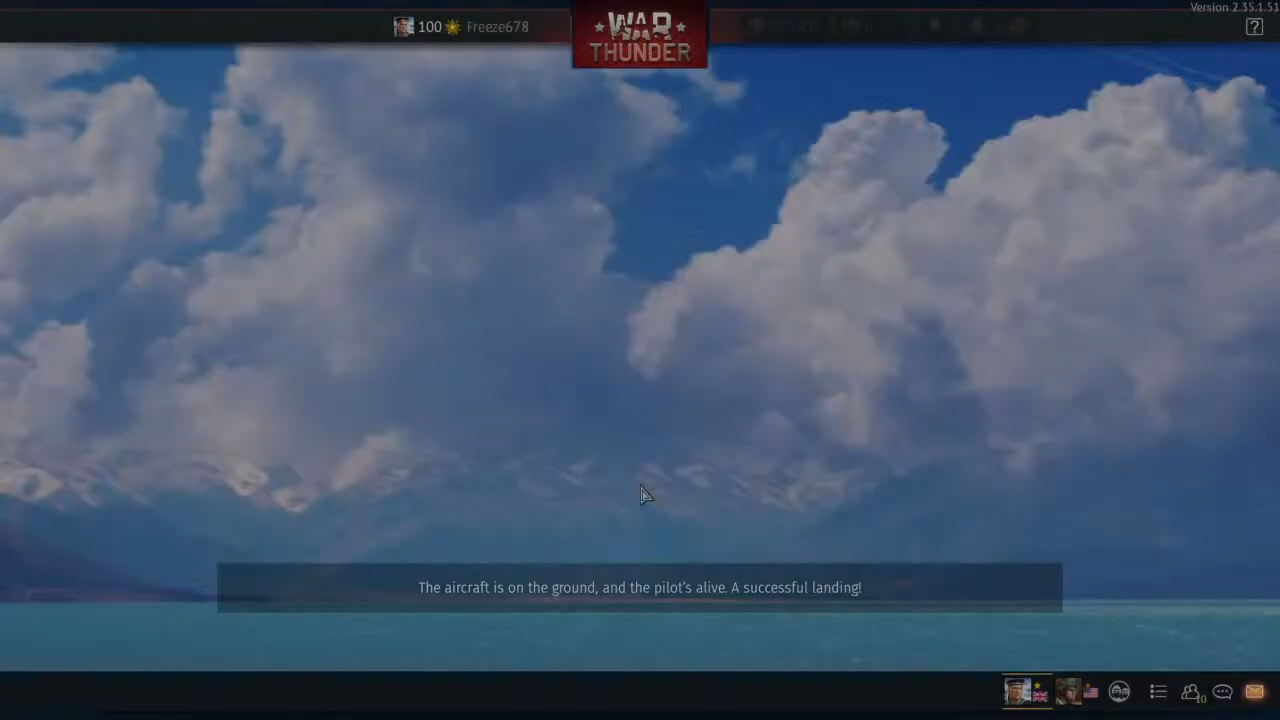 Version 2.35.1.51
100 Freeze678
WAR
THUNDER
The aircraft is on the ground, and the pilot's alive. A successful landing!
10